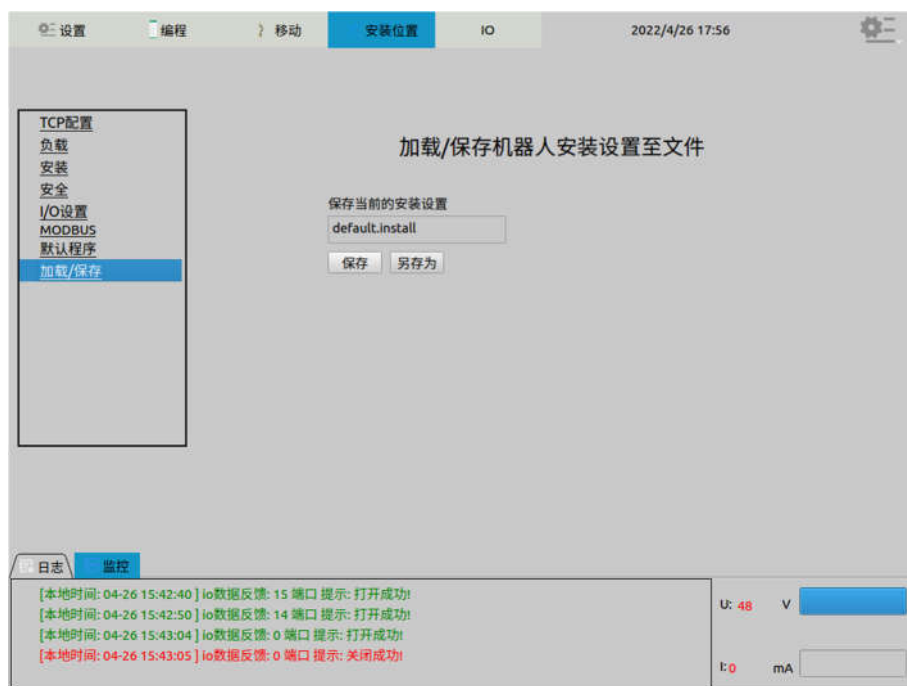 设置 编程 移动 安装位置 IO 2022/4/26 17:56
TCP配置
负载
安装
安全
I/O设置
MODBUS
默认程序
加载/保存
加载/保存机器人安装设置至文件
保存当前的安装设置
default.install
保存 另存为
日志 监控
[本地时间: 04-26 15:42:40 ] io数据反馈: 15 端口 提示: 打开成功!
[本地时间: 04-26 15:42:50 ] io数据反馈: 14 端口 提示: 打开成功!
[本地时间: 04-26 15:43:04 ] io数据反馈: 0 端口 提示: 打开成功!
[本地时间: 04-26 15:43:05 ] io数据反馈: 0 端口 提示: 关闭成功!
U: 48 V
I: 0 mA